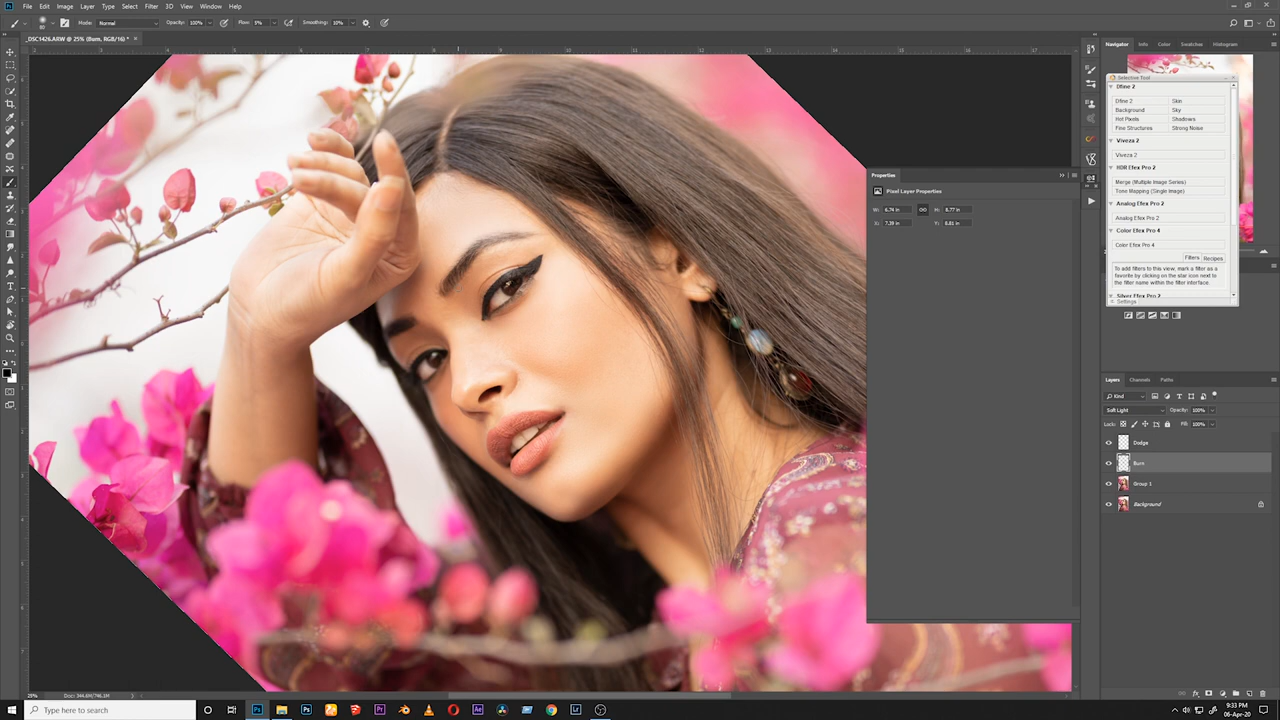 File Edit Image Layer Type Select Filter 3D View Window Help
Mode: Normal Opacity: 100% Flow: 5% Smoothing: 10%
_DSC1426.ARW @ 25% (Burn, RGB/16) *
Navigator Info Color Swatches Histogram
Selective Tool
Dfine 2
Dfine 2 Skin
Background Sky
Hot Pixels Shadows
Fine Structures Strong Noise
Viveza 2
Viveza 2
HDR Efex Pro 2
Merge (Multiple Image Series)
Tone Mapping (Single Image)
Analog Efex Pro 2
Analog Efex Pro 2
Color Efex Pro 4
Color Efex Pro 4
Filters Recipes
To add filters to this view, mark a filter as a
favorite by clicking on the star icon next to
the filter name within the filter interface.
Silver Efex Pro 2
Settings
Properties
Pixel Layer Properties
W: 6.74 in H: 8.77 in
X: 7.39 in Y: 0.81 in
Layers Channels Paths
Kind
Soft Light Opacity: 100%
Lock: Fill: 100%
Dodge
Burn
Group 1
Background
25% Doc: 344.6M/746.1M
Type here to search
9:33 PM
06-Apr-20